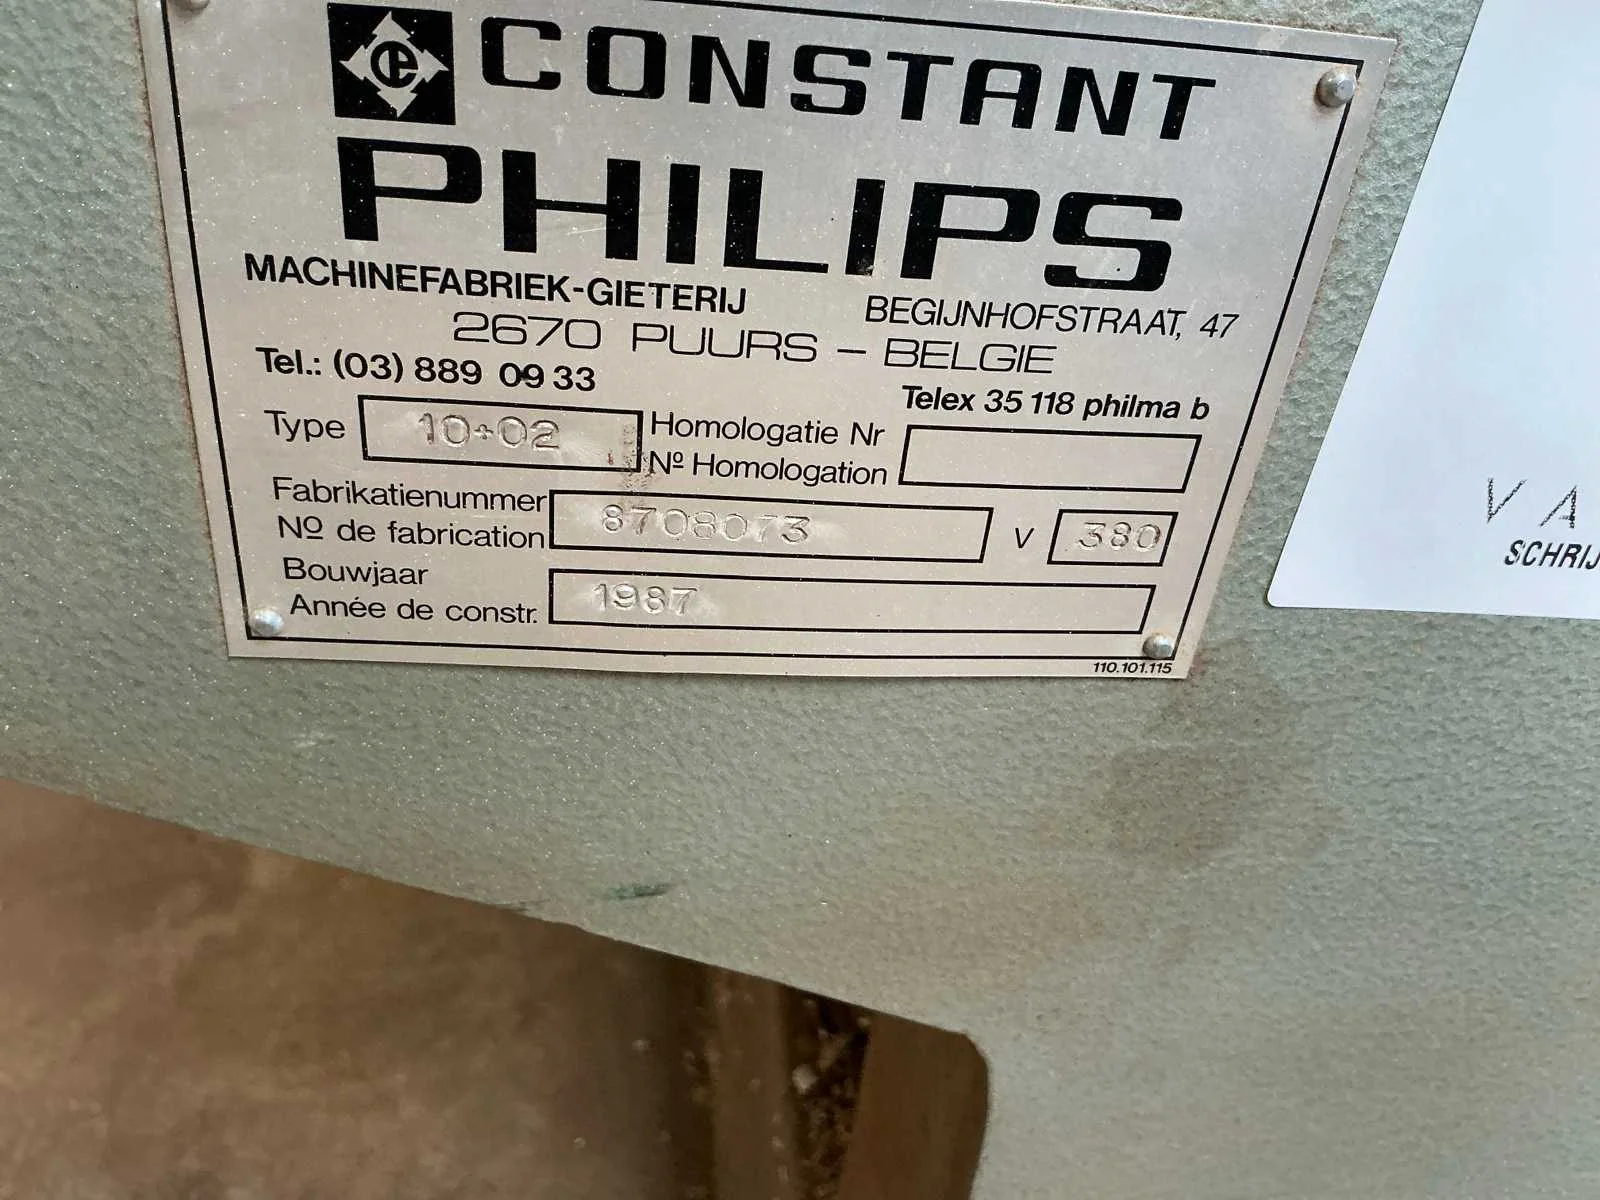 CONSTANT
PHILIPS
MACHINEFABRIEK-GIETERIJ BEGIJNHOFSTRAAT, 47
2670 PUURS – BELGIE
Tel.: (03) 889 09 33 Telex 35 118 philma b
Type 10+02 Homologatie Nr
Nº Homologation
Fabrikatienummer 8708073 V 380
Nº de fabrication
Bouwjaar 1987
Année de constr.
110.101.115
V A
SCHRIJ